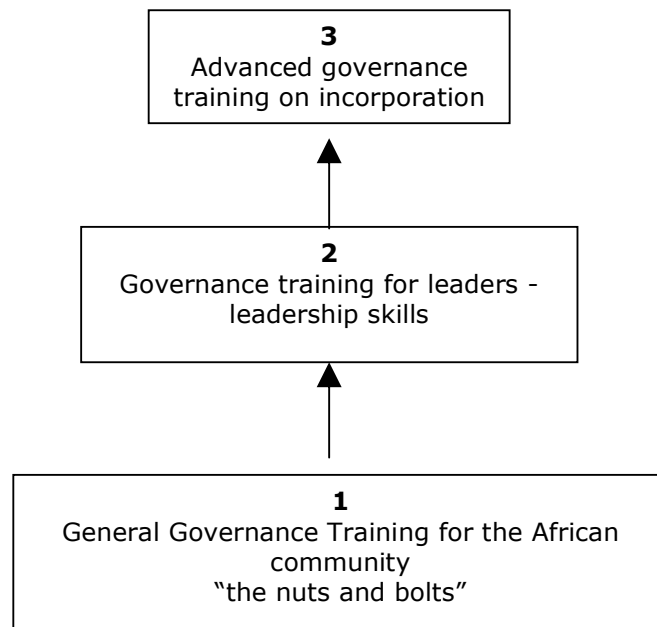 3
Advanced governance
training on incorporation
2
Governance training for leaders -
leadership skills
1
General Governance Training for the African
community
“the nuts and bolts”